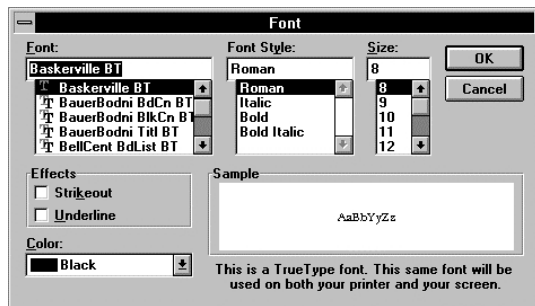 Font
Font:
Baskerville BT
Baskerville BT
BauerBodni BdCn BT
BauerBodni BlkCn BT
BauerBodni Titl BT
BellCent BdList BT
Font Style:
Roman
Roman
Italic
Bold
Bold Italic
Size:
8
8
9
10
11
12
OK
Cancel
Effects
Strikeout
Underline
Color:
Black
Sample
AaBbYyZz
This is a TrueType font. This same font will be
used on both your printer and your screen.